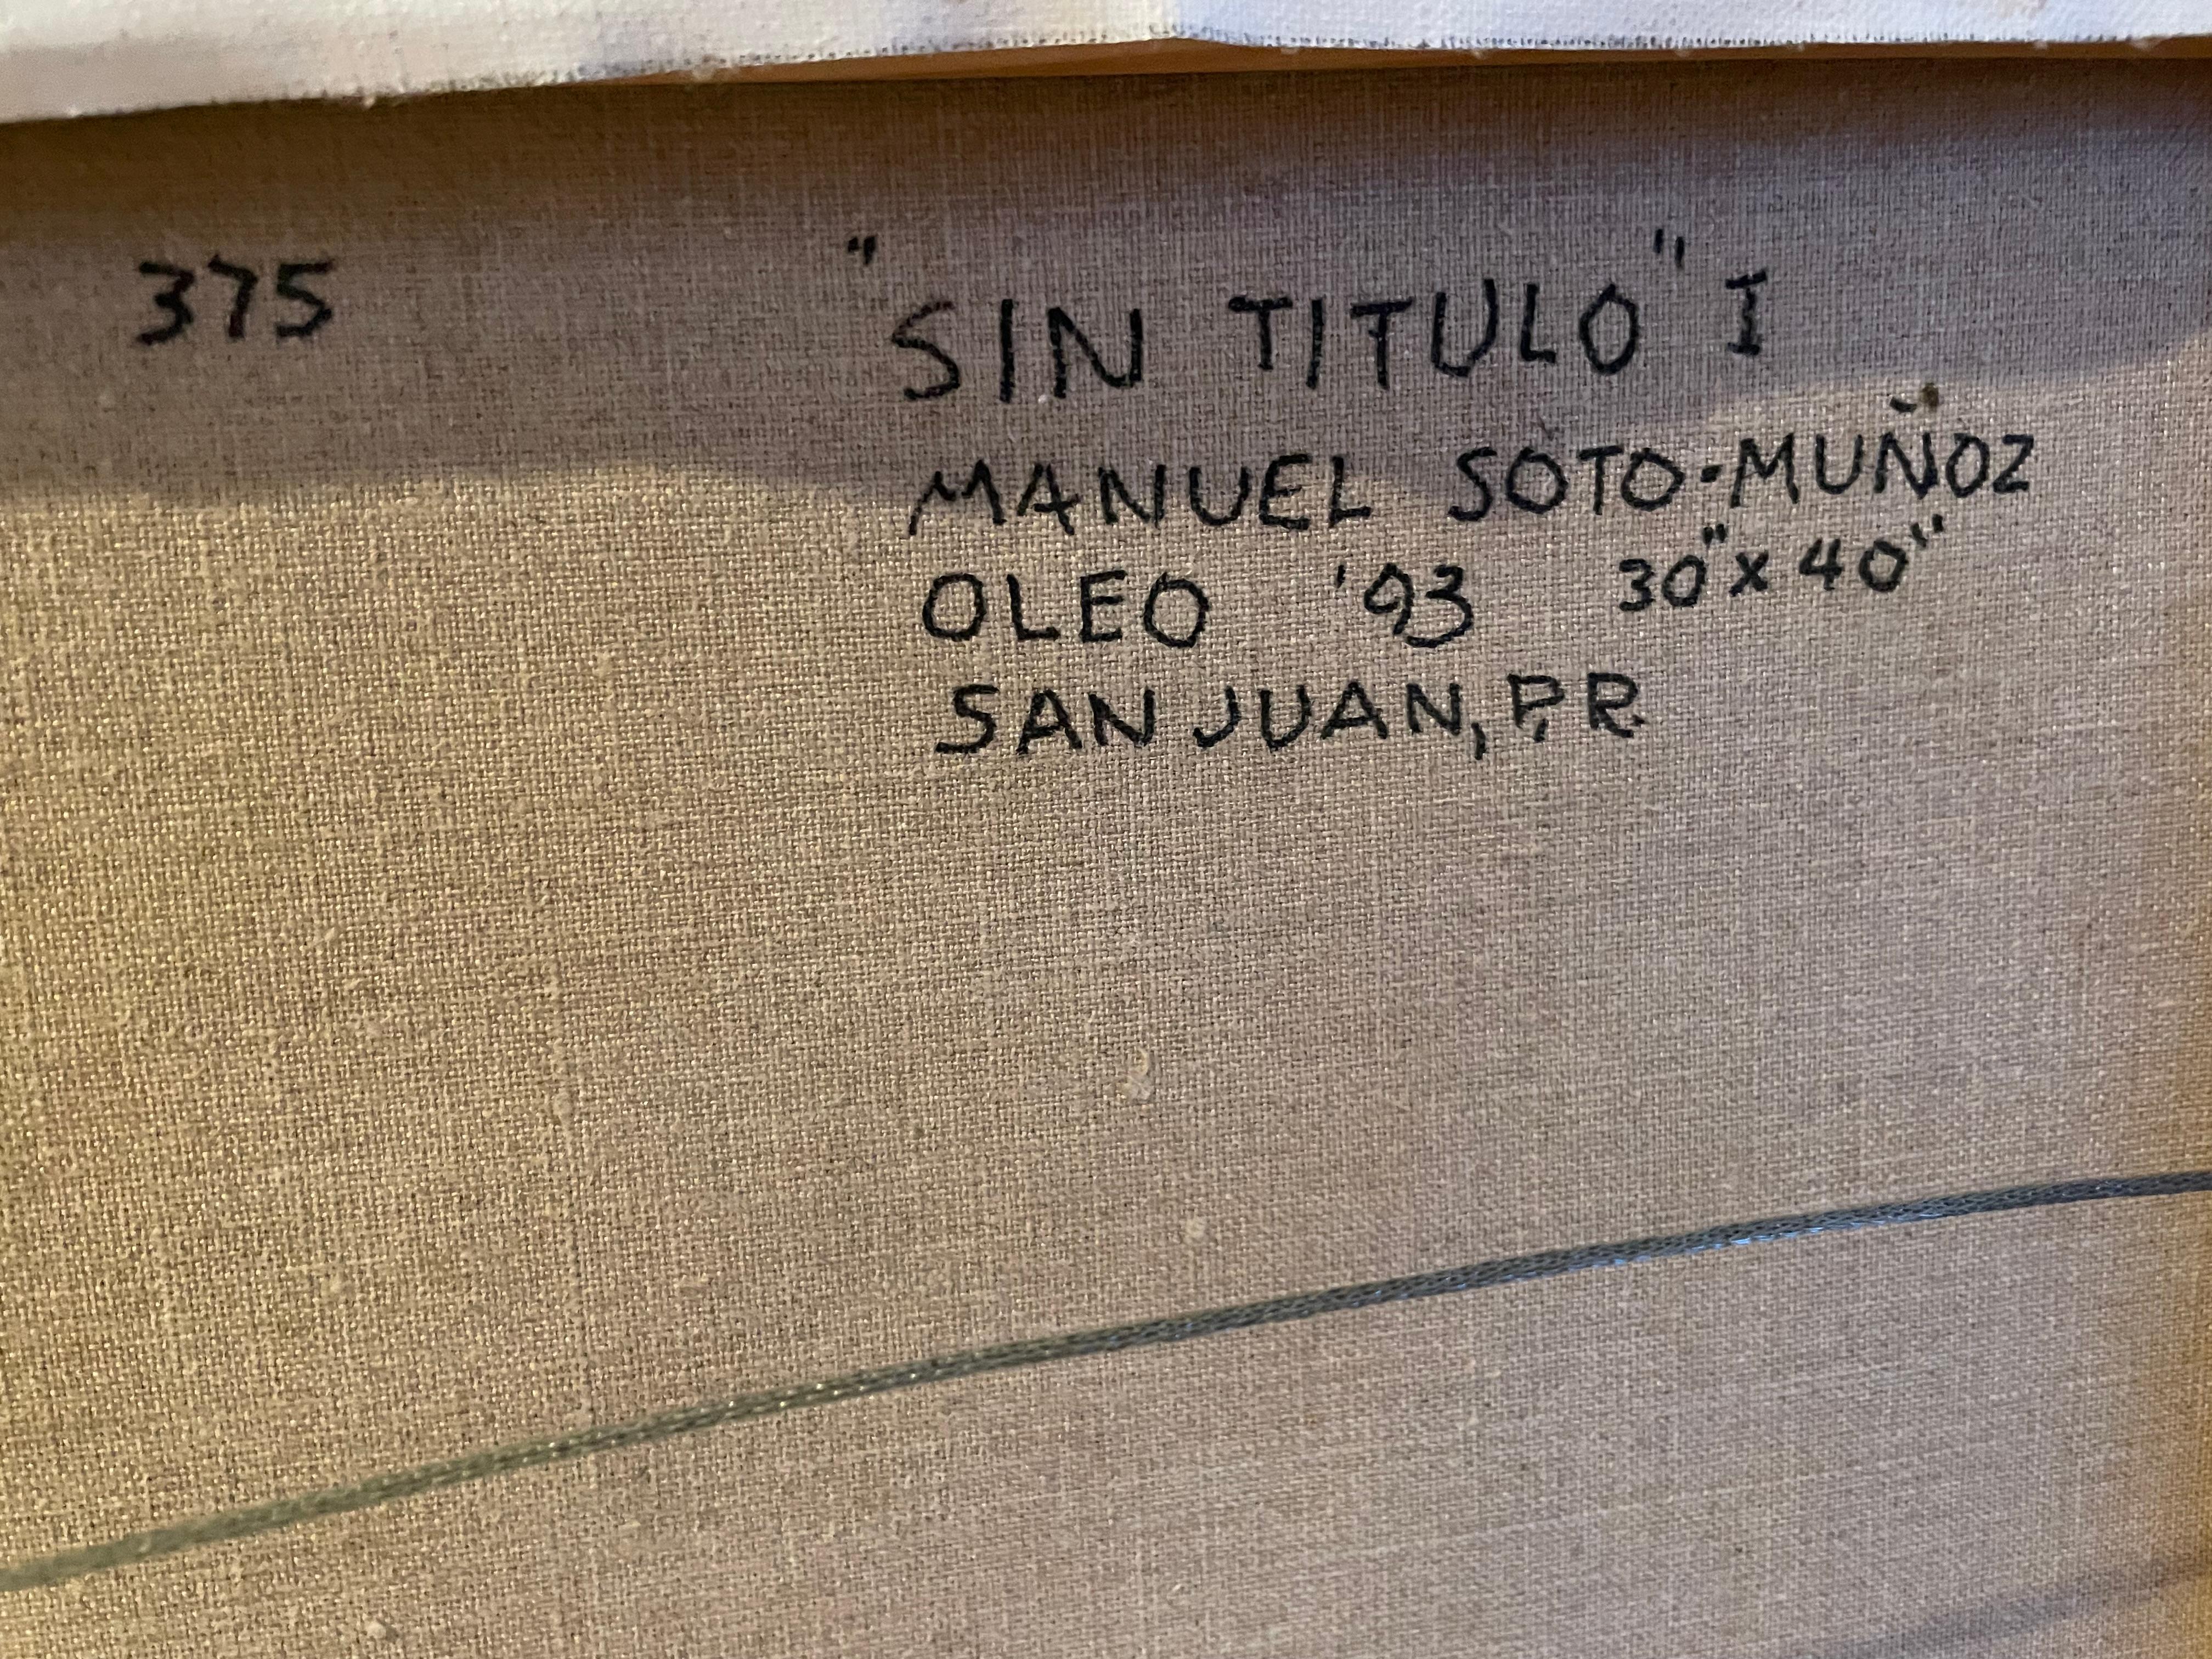 375 "SIN TITULO" I
MANUEL SOTO-MUÑOZ
OLEO '93 30"X 40"
SAN JUAN, P.R.